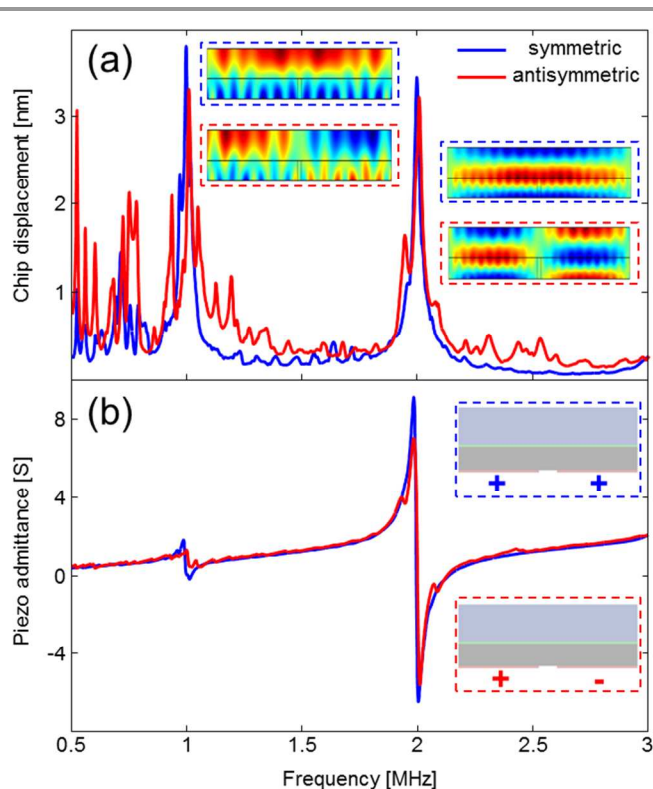 (a)
symmetric
antisymmetric
Chip displacement [nm]
3
2
1
(b)
Piezo admittance [S]
8
4
0
-4
+ +
+ -
0.5 1 1.5 2 2.5 3
Frequency [MHz]